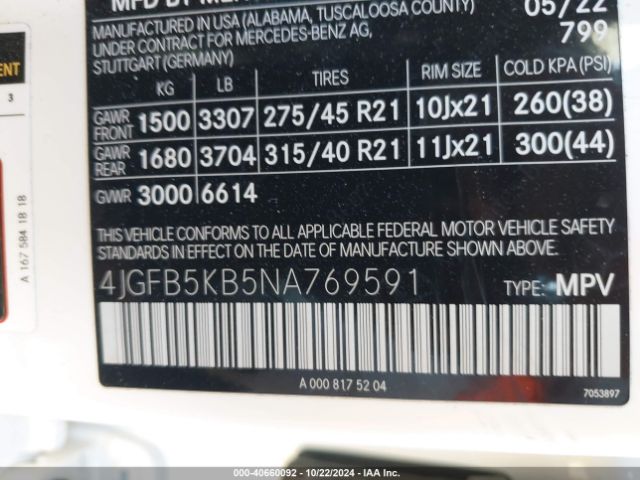 MFD BY
05/22
MANUFACTURED IN USA (ALABAMA, TUSCALOOSA COUNTY)
799
UNDER CONTRACT FOR MERCEDES-BENZ AG,
STUTTGART (GERMANY)
KG LB TIRES RIM SIZE COLD KPA (PSI)
GAWR FRONT 1500 3307 275/45 R21 10Jx21 260(38)
GAWR REAR 1680 3704 315/40 R21 11Jx21 300(44)
GVWR 3000 6614
THIS VEHICLE CONFORMS TO ALL APPLICABLE FEDERAL MOTOR VEHICLE SAFETY
STANDARDS IN EFFECT ON THE DATE OF MANUFACTURE SHOWN ABOVE.
4JGFB5KB5NA769591 TYPE: MPV
A 000 817 52 04
7053897
3
A 167 584 18 18
000-40660092 - 10/22/2024 - IAA Inc.